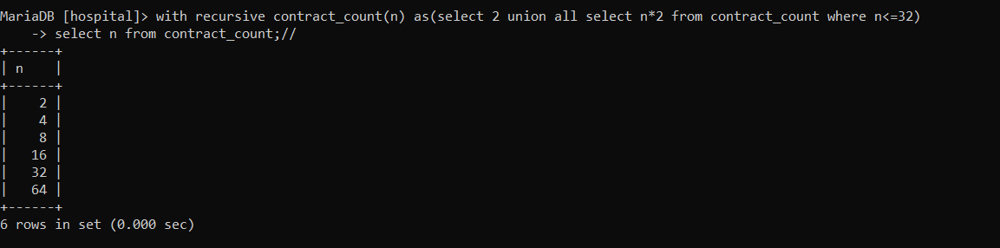 MariaDB [hospital]> with recursive contract_count(n) as(select 2 union all select n*2 from contract_count where n<=32)
    -> select n from contract_count;//
+------+
| n    |
+------+
|    2 |
|    4 |
|    8 |
|   16 |
|   32 |
|   64 |
+------+
6 rows in set (0.000 sec)